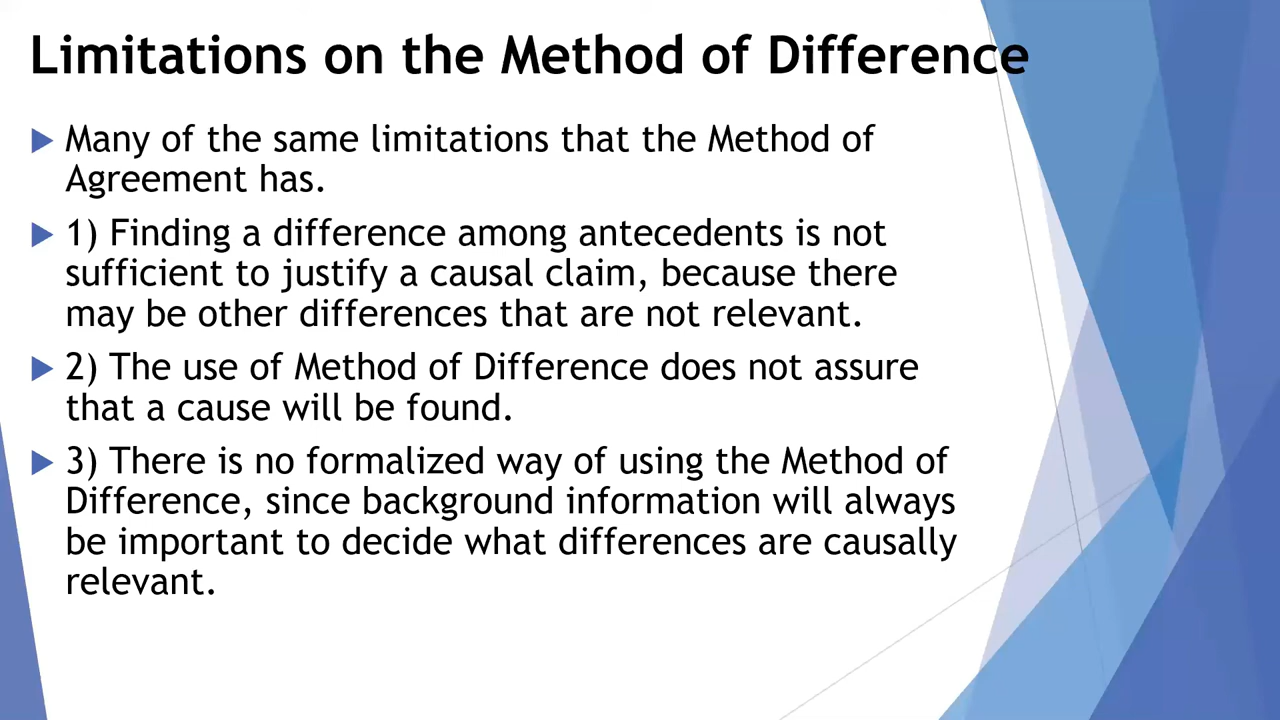 Limitations on the Method of Difference
Many of the same limitations that the Method of
Agreement has.
1) Finding a difference among antecedents is not
sufficient to justify a causal claim, because there
may be other differences that are not relevant.
2) The use of Method of Difference does not assure
that a cause will be found.
3) There is no formalized way of using the Method of
Difference, since background information will always
be important to decide what differences are causally
relevant.